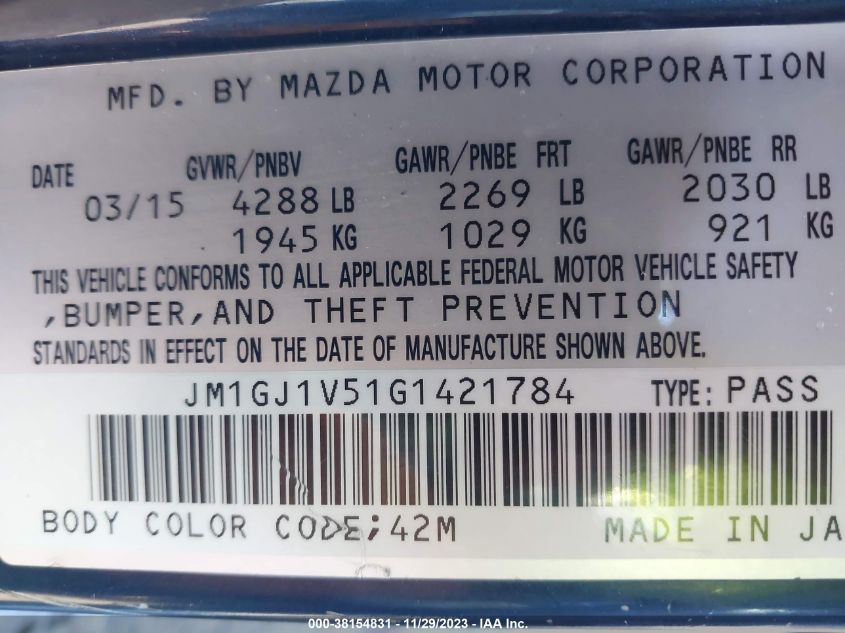 MFD. BY MAZDA MOTOR CORPORATION
DATE GVWR/PNBV GAWR/PNBE FRT GAWR/PNBE RR
03/15 4288 LB 2269 LB 2030 LB
1945 KG 1029 KG 921 KG
THIS VEHICLE CONFORMS TO ALL APPLICABLE FEDERAL MOTOR VEHICLE SAFETY
,BUMPER,AND THEFT PREVENTION
STANDARDS IN EFFECT ON THE DATE OF MANUFACTURE SHOWN ABOVE.
JM1GJ1V51G1421784 TYPE: PASS
BODY COLOR CODE;42M MADE IN JA
000-38154831 - 11/29/2023 - IAA Inc.